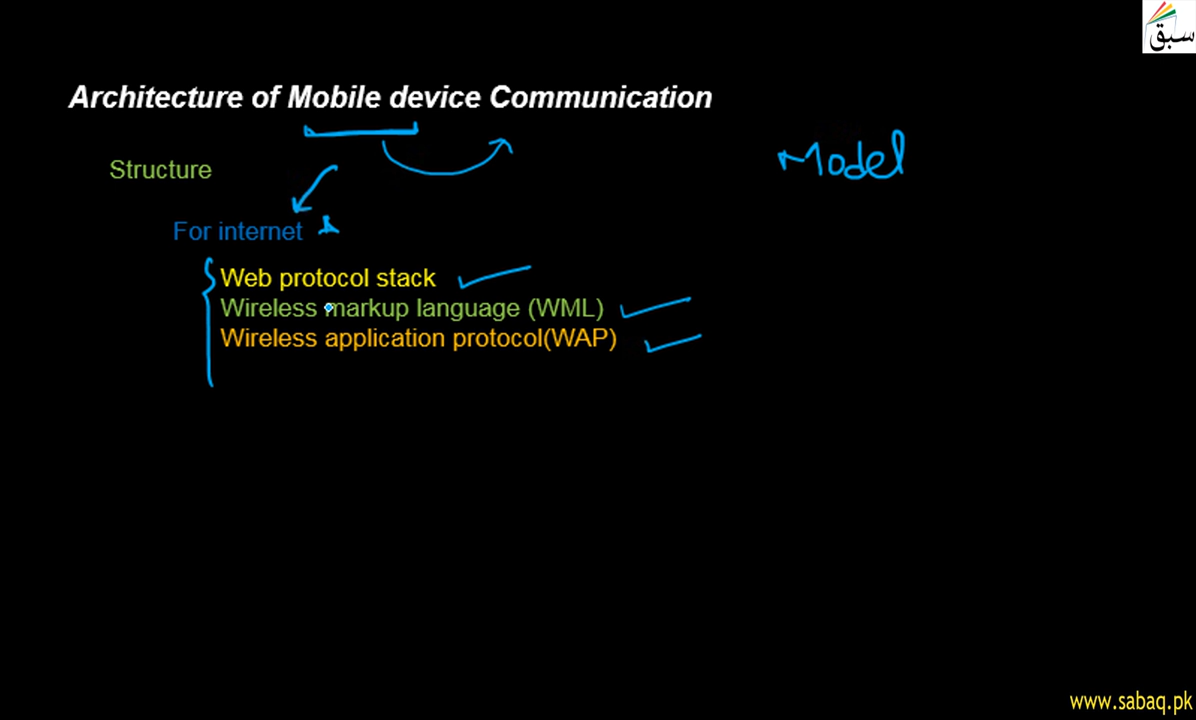 سبق
Architecture of Mobile device Communication
Model
Structure
For internet
Web protocol stack
Wireless markup language (WML)
Wireless application protocol(WAP)
www.sabaq.pk